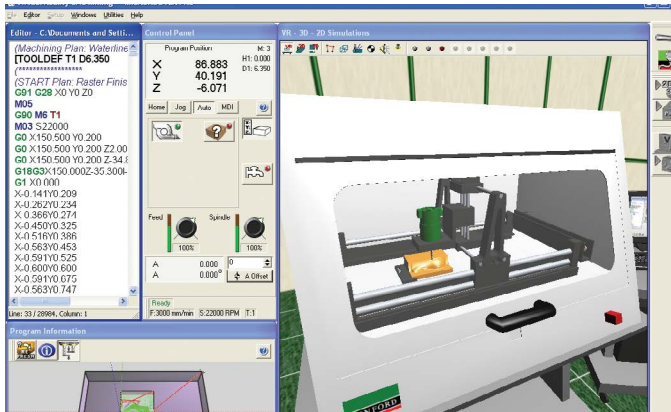 Editor Setup Windows Utilities Help
Editor - C:\Documents and Setti...
(Machining Plan: Waterline
[TOOLDEF T1 D6.350
(******************
(START Plan: Raster Finis
G91 G28 X0 Y0 Z0
M05
G90 M6 T1
M03 S22000
G0 X150.500 Y0.200
G0 X150.500 Y0.200 Z2.00
G0 X150.500 Y0.200 Z-34.8
G18G3X150.000Z-35.300I-
G1 X0.000
X-0.141Y0.209
X-0.262Y0.234
X-0.366Y0.274
X-0.450Y0.325
X-0.516Y0.386
X-0.563Y0.453
X-0.591Y0.525
X-0.600Y0.600
X-0.591Y0.675
X-0.563Y0.747
Line: 33 / 28984, Column: 1
Control Panel
Program Position M: 3
X 86.883 H1: 0.000
Y 40.191 D1: 6.350
Z -6.071
Home Jog Auto MDI
Feed Spindle
100% 100%
A 0.000 0
A 0.000° A Offset
Ready
F:3000 mm/min S:22000 RPM T:1
Program Information
VR - 3D - 2D Simulations